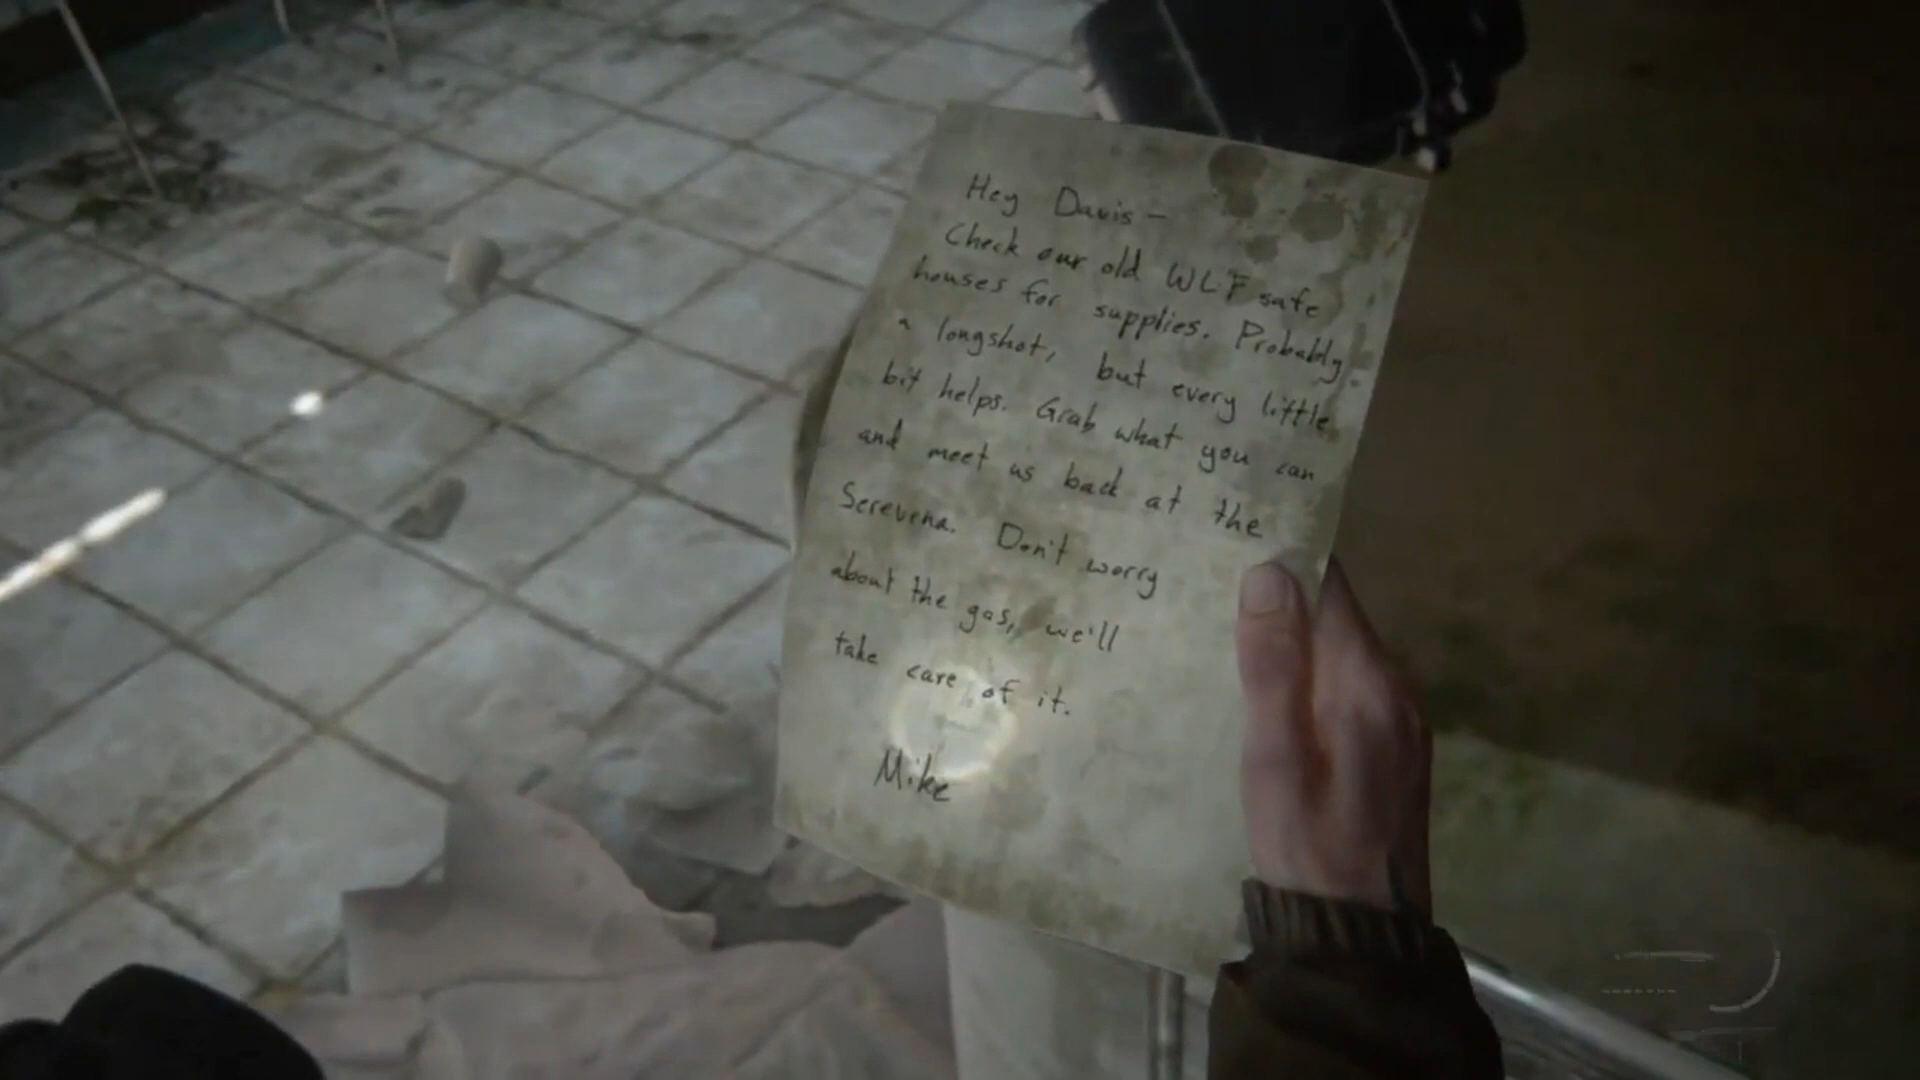 Hey Davis –
Check our old WLF safe
houses for supplies. Probably
a longshot, but every little
bit helps. Grab what you can
and meet us back at the
Serevena. Don't worry
about the gas, we'll
take care of it.
Mike